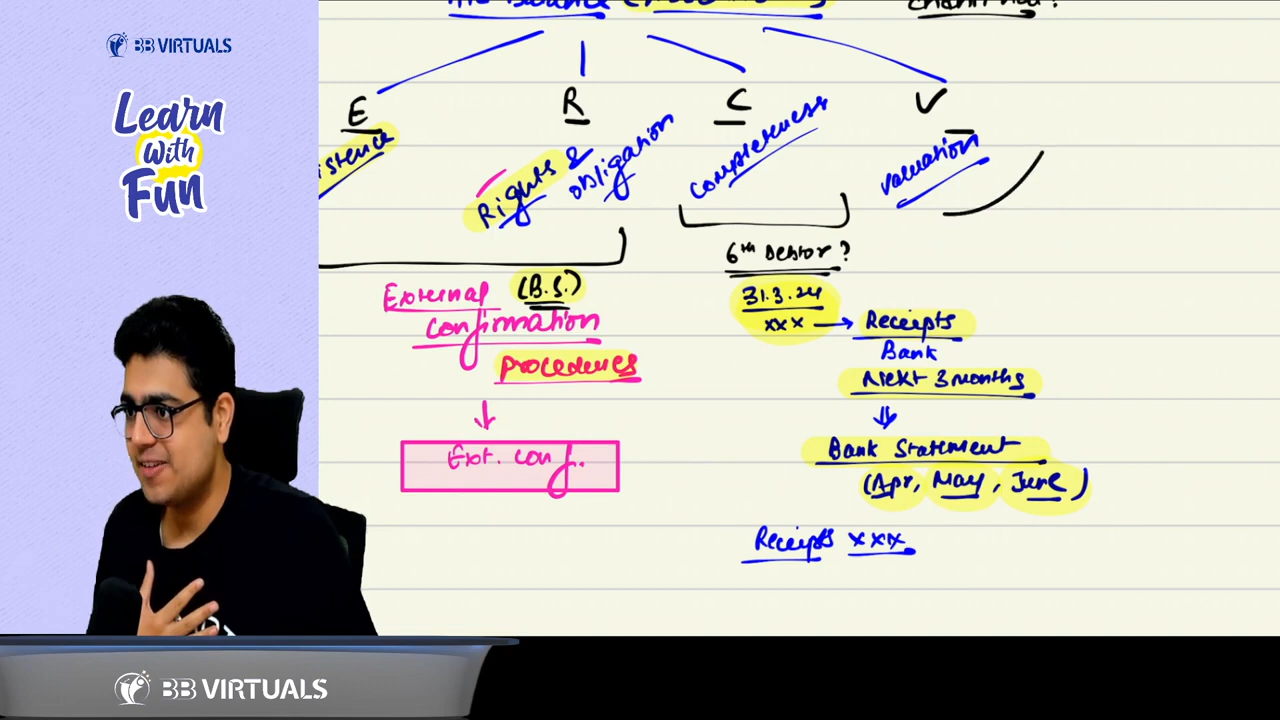 BB VIRTUALS
Learn
With
Fun
E R C V
istence
Rights &
obligation
completeness
valuation
6th Debtor ?
External (B.S.)
confirmation
procedures
31.3.24
xxx → Receipts
Bank
Next 3 months
Ext. conf.
Bank Statement
(Apr, May, June)
Receipts xxx
BB VIRTUALS